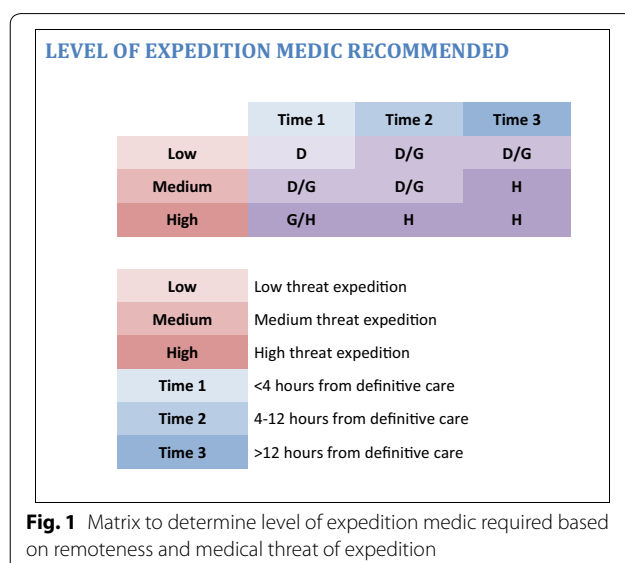 LEVEL OF EXPEDITION MEDIC RECOMMENDED
Time 1 Time 2 Time 3
Low D D/G D/G
Medium D/G D/G H
High G/H H H
Low Low threat expedition
Medium Medium threat expedition
High High threat expedition
Time 1 <4 hours from definitive care
Time 2 4-12 hours from definitive care
Time 3 >12 hours from definitive care
Fig. 1 Matrix to determine level of expedition medic required based
on remoteness and medical threat of expedition